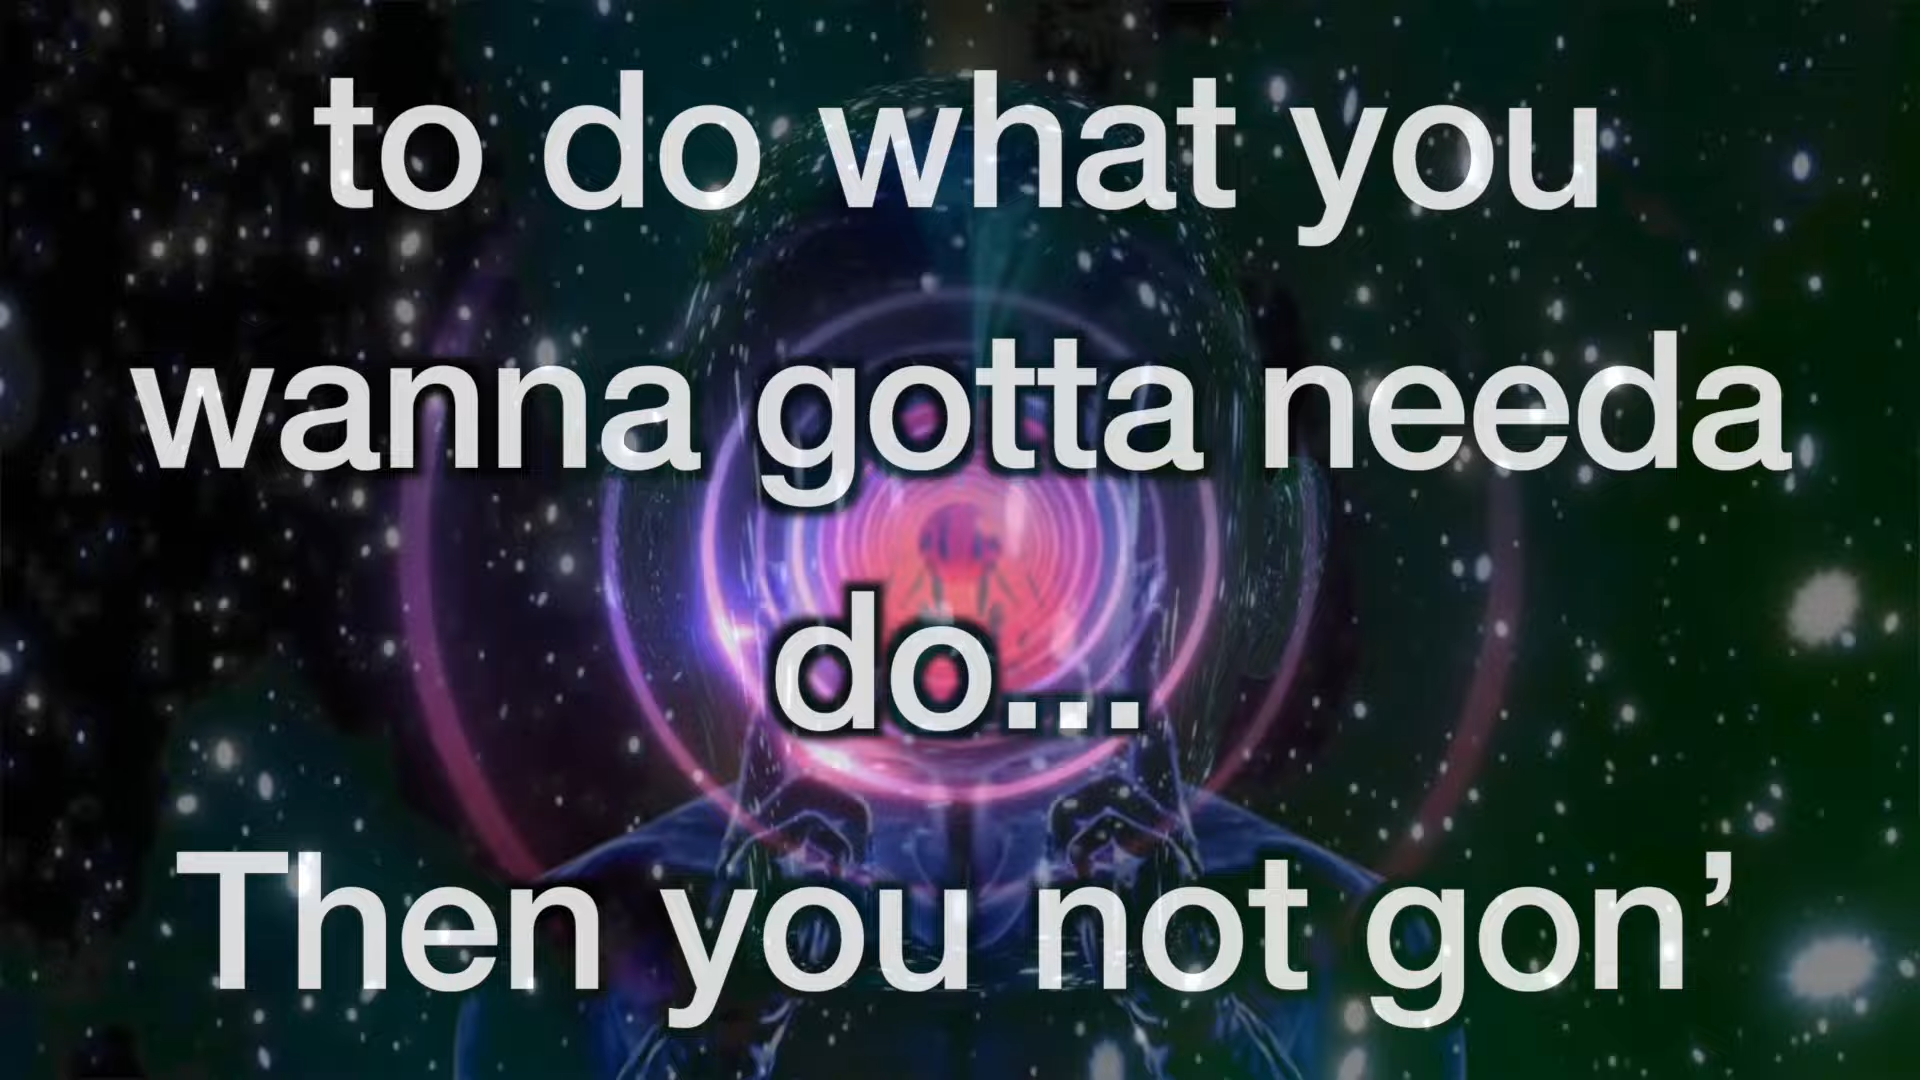 to do what you
wanna gotta needa
do...
Then you not gon’